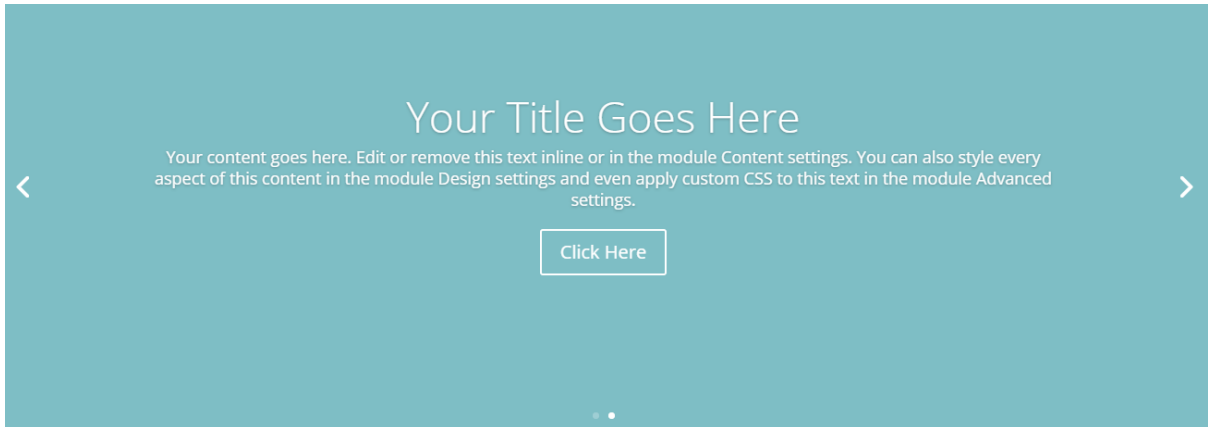 Your Title Goes Here
Your content goes here. Edit or remove this text inline or in the module Content settings. You can also style every
aspect of this content in the module Design settings and even apply custom CSS to this text in the module Advanced
settings.
Click Here